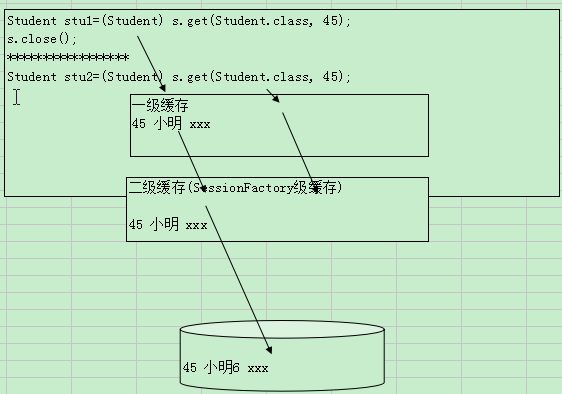 Student stu1=(Student) s.get(Student.class, 45);
s.close();
*****************
Student stu2=(Student) s.get(Student.class, 45);
一级缓存
45 小明 xxx
二级缓存(SessionFactory级缓存)
45 小明 xxx
45 小明6 xxx